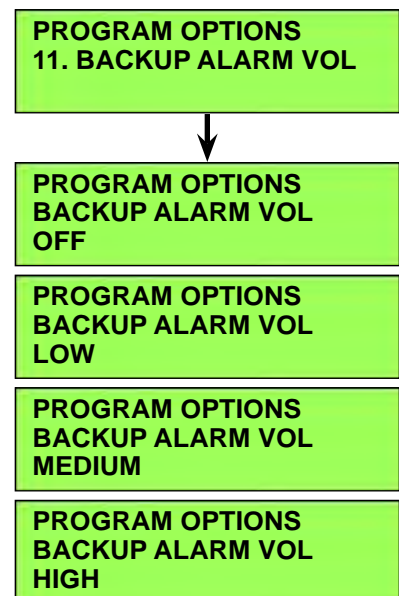 PROGRAM OPTIONS
11. BACKUP ALARM VOL
PROGRAM OPTIONS
BACKUP ALARM VOL
OFF
PROGRAM OPTIONS
BACKUP ALARM VOL
LOW
PROGRAM OPTIONS
BACKUP ALARM VOL
MEDIUM
PROGRAM OPTIONS
BACKUP ALARM VOL
HIGH